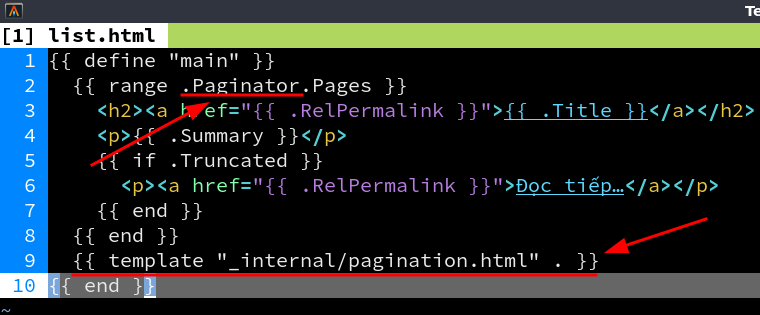 Te
[1] list.html
1 {{ define "main" }}
2   {{ range .Paginator.Pages }}
3     <h2><a href="{{ .RelPermalink }}">{{ .Title }}</a></h2>
4     <p>{{ .Summary }}</p>
5     {{ if .Truncated }}
6       <p><a href="{{ .RelPermalink }}">Đọc tiếp…</a></p>
7     {{ end }}
8   {{ end }}
9   {{ template "_internal/pagination.html" . }}
10 {{ end }}
~